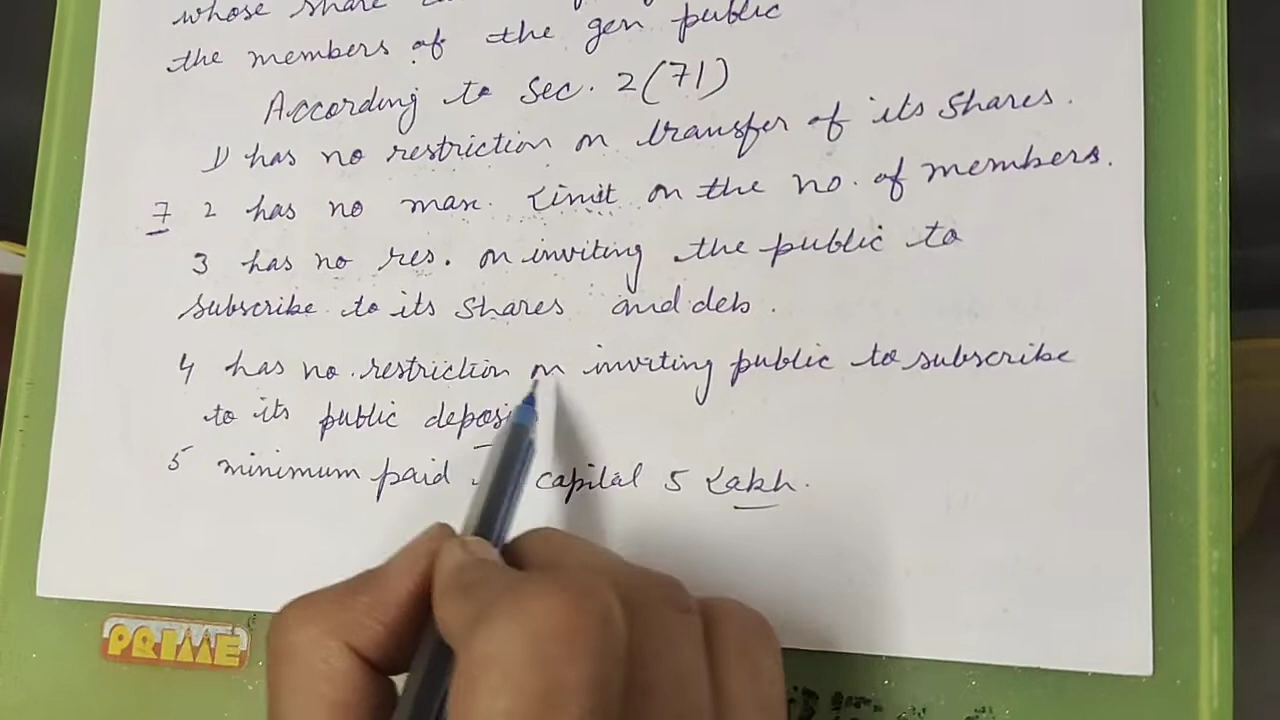 whose share
the members of the gen public
According to Sec. 2(71)
1) has no restriction on transfer of its Shares.
7 2 has no max. Limit on the no. of members.
3 has no res. on inviting the public to
subscribe to its Shares and deb.
4 has no restriction on inviting public to subscribe
to its public deposi
5 minimum paid capital 5 Lakh.
PRIME